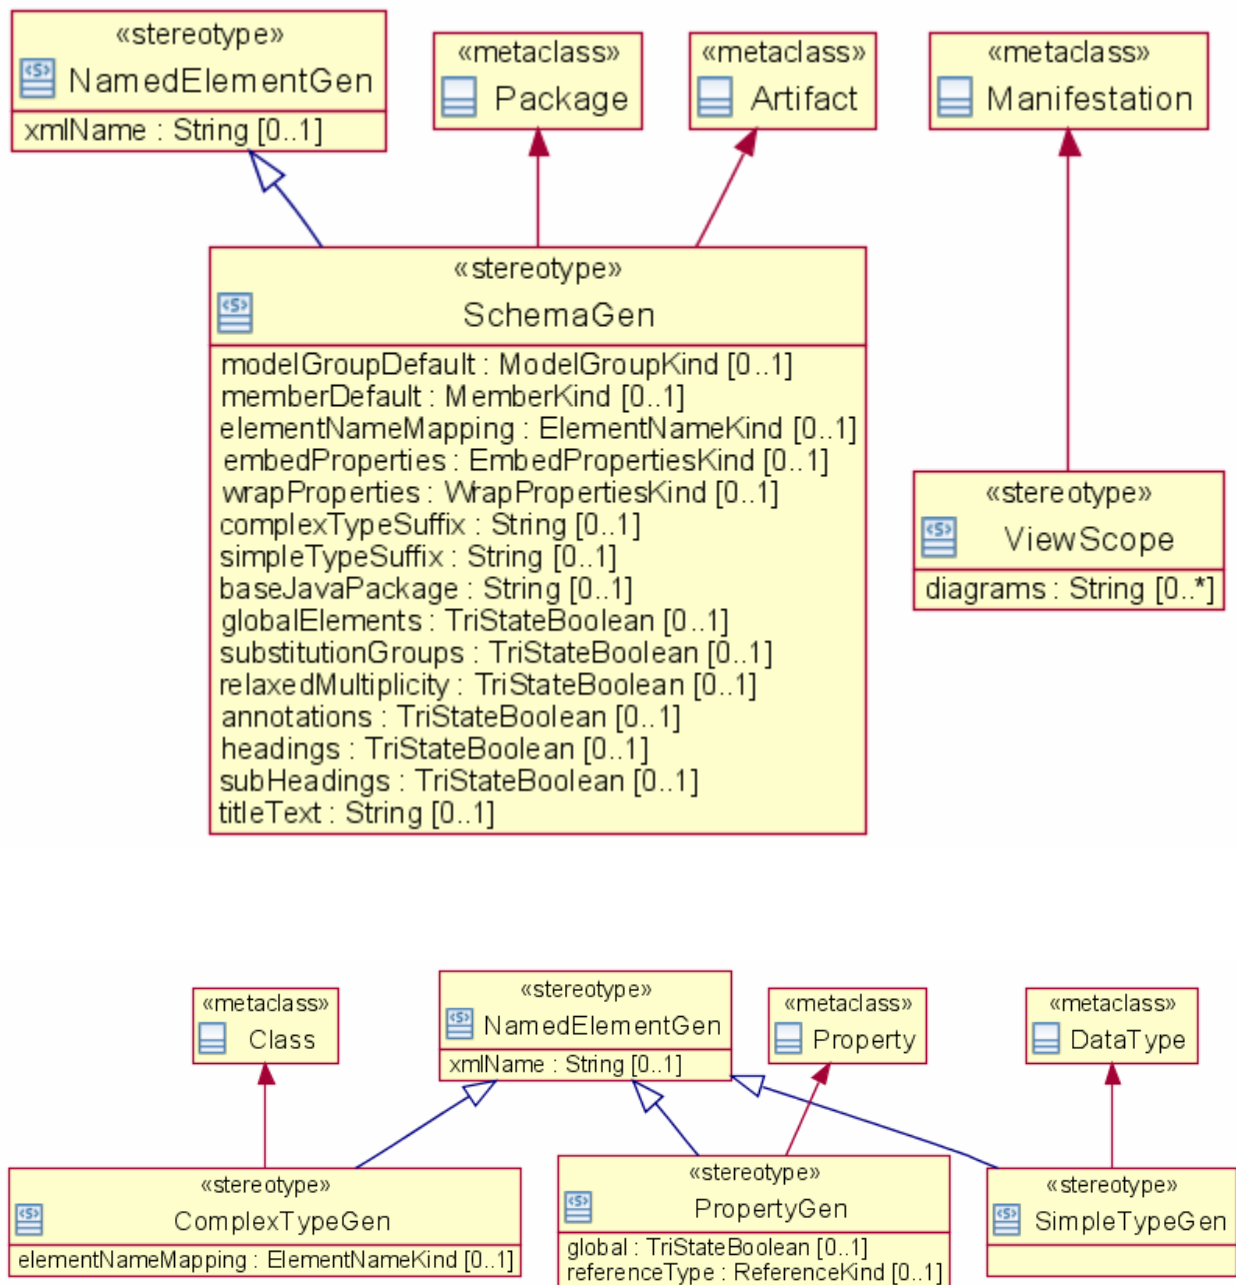 «stereotype»
NamedElementGen
xmlName : String [0..1]
«metaclass»
Package
«metaclass»
Artifact
«metaclass»
Manifestation
«stereotype»
SchemaGen
modelGroupDefault : ModelGroupKind [0..1]
memberDefault : MemberKind [0..1]
elementNameMapping : ElementNameKind [0..1]
embedProperties : EmbedPropertiesKind [0..1]
wrapProperties : WrapPropertiesKind [0..1]
complexTypeSuffix : String [0..1]
simpleTypeSuffix : String [0..1]
baseJavaPackage : String [0..1]
globalElements : TriStateBoolean [0..1]
substitutionGroups : TriStateBoolean [0..1]
relaxedMultiplicity : TriStateBoolean [0..1]
annotations : TriStateBoolean [0..1]
headings : TriStateBoolean [0..1]
subHeadings : TriStateBoolean [0..1]
titleText : String [0..1]
«stereotype»
ViewScope
diagrams : String [0..*]
«metaclass»
Class
«stereotype»
NamedElementGen
xmlName : String [0..1]
«metaclass»
Property
«metaclass»
DataType
«stereotype»
ComplexTypeGen
elementNameMapping : ElementNameKind [0..1]
«stereotype»
PropertyGen
global : TriStateBoolean [0..1]
referenceType : ReferenceKind [0..1]
«stereotype»
SimpleTypeGen